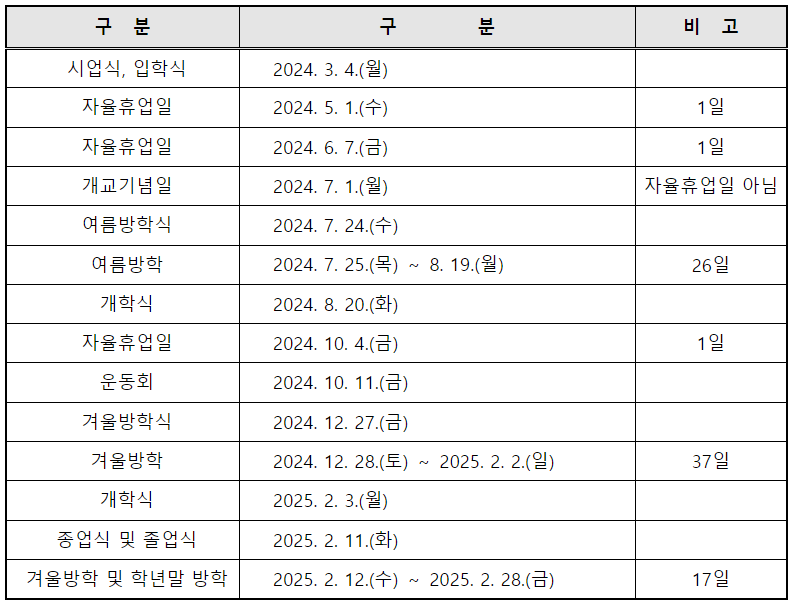 구 분 구 분 비 고
시업식, 입학식 2024. 3. 4.(월)
자율휴업일 2024. 5. 1.(수) 1일
자율휴업일 2024. 6. 7.(금) 1일
개교기념일 2024. 7. 1.(월) 자율휴업일 아님
여름방학식 2024. 7. 24.(수)
여름방학 2024. 7. 25.(목) ~ 8. 19.(월) 26일
개학식 2024. 8. 20.(화)
자율휴업일 2024. 10. 4.(금) 1일
운동회 2024. 10. 11.(금)
겨울방학식 2024. 12. 27.(금)
겨울방학 2024. 12. 28.(토) ~ 2025. 2. 2.(일) 37일
개학식 2025. 2. 3.(월)
종업식 및 졸업식 2025. 2. 11.(화)
겨울방학 및 학년말 방학 2025. 2. 12.(수) ~ 2025. 2. 28.(금) 17일